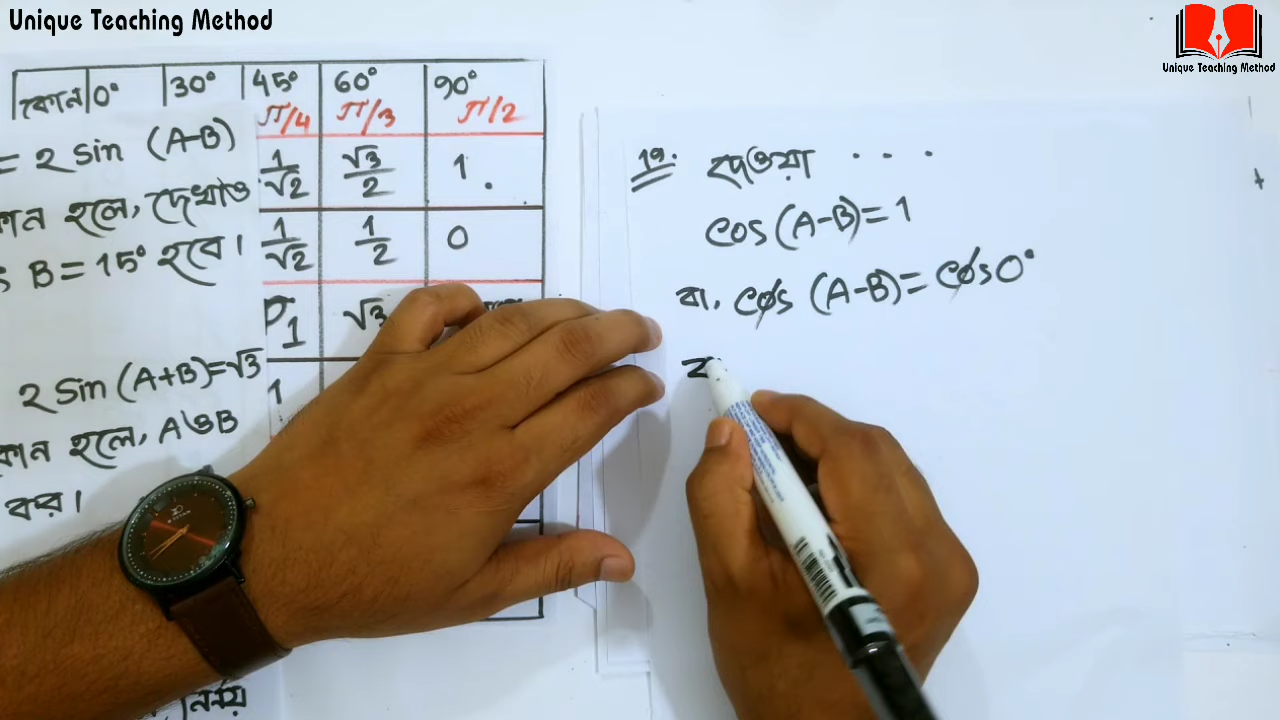 Unique Teaching Method
Unique Teaching Method
কোন 0° 30° 45° 60° 90°
π/4 π/3 π/2
= 2 Sin (A-B)
কোন হলে, দেখাও
B = 15° হবে।
1/√2 √3/2 1
1/√2 1/2 0
1 √3
2 Sin (A+B) = √3
কোন হলে, A ও B
কর।
1
নির্ণয়
19. দেওয়া . . .
cos (A-B) = 1
বা, cos (A-B) = cos 0°